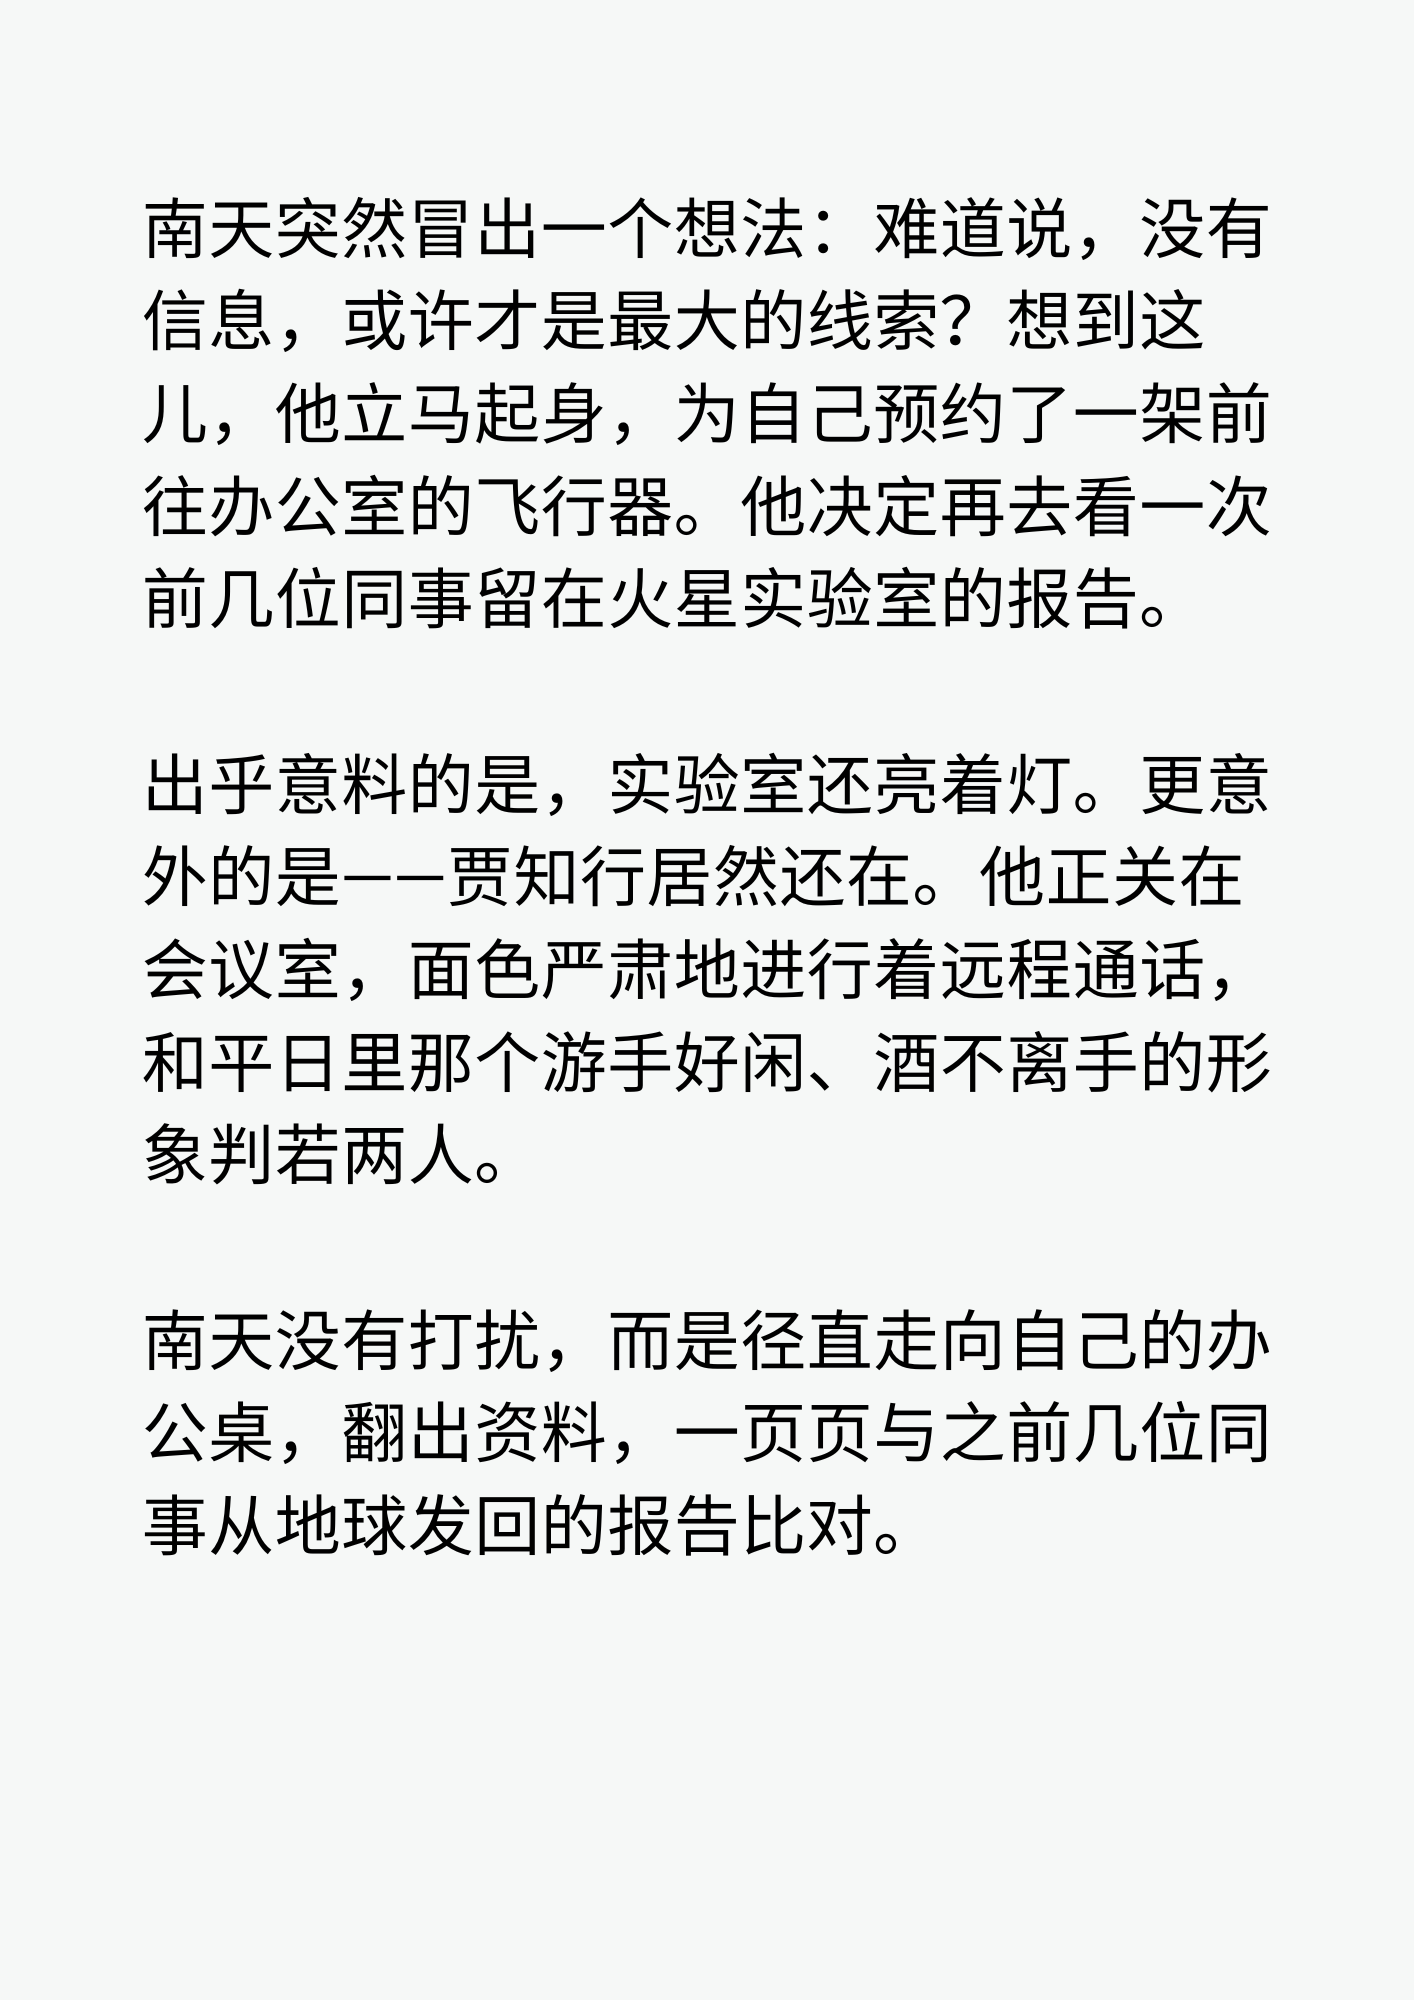 南天突然冒出一个想法：难道说，没有
信息，或许才是最大的线索？想到这
儿，他立马起身，为自己预约了一架前
往办公室的飞行器。他决定再去看一次
前几位同事留在火星实验室的报告。
出乎意料的是，实验室还亮着灯。更意
外的是——贾知行居然还在。他正关在
会议室，面色严肃地进行着远程通话，
和平日里那个游手好闲、酒不离手的形
象判若两人。
南天没有打扰，而是径直走向自己的办
公桌，翻出资料，一页页与之前几位同
事从地球发回的报告比对。